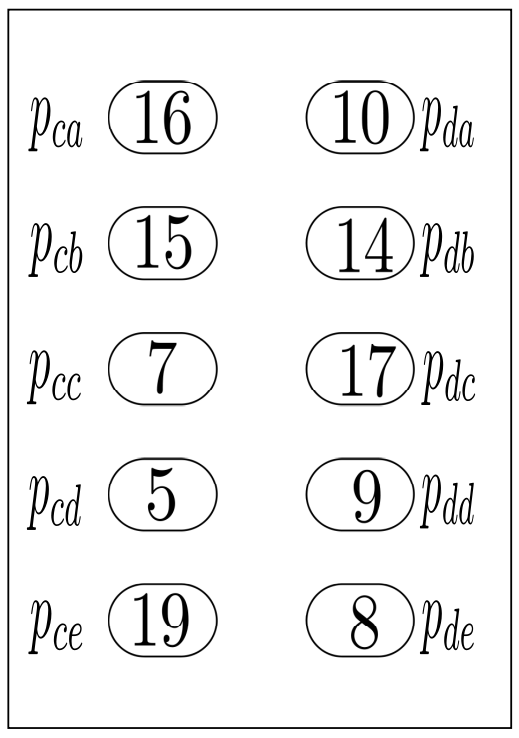 p_ca 16 10 p_da
p_cb 15 14 p_db
p_cc 7 17 p_dc
p_cd 5 9 p_dd
p_ce 19 8 p_de